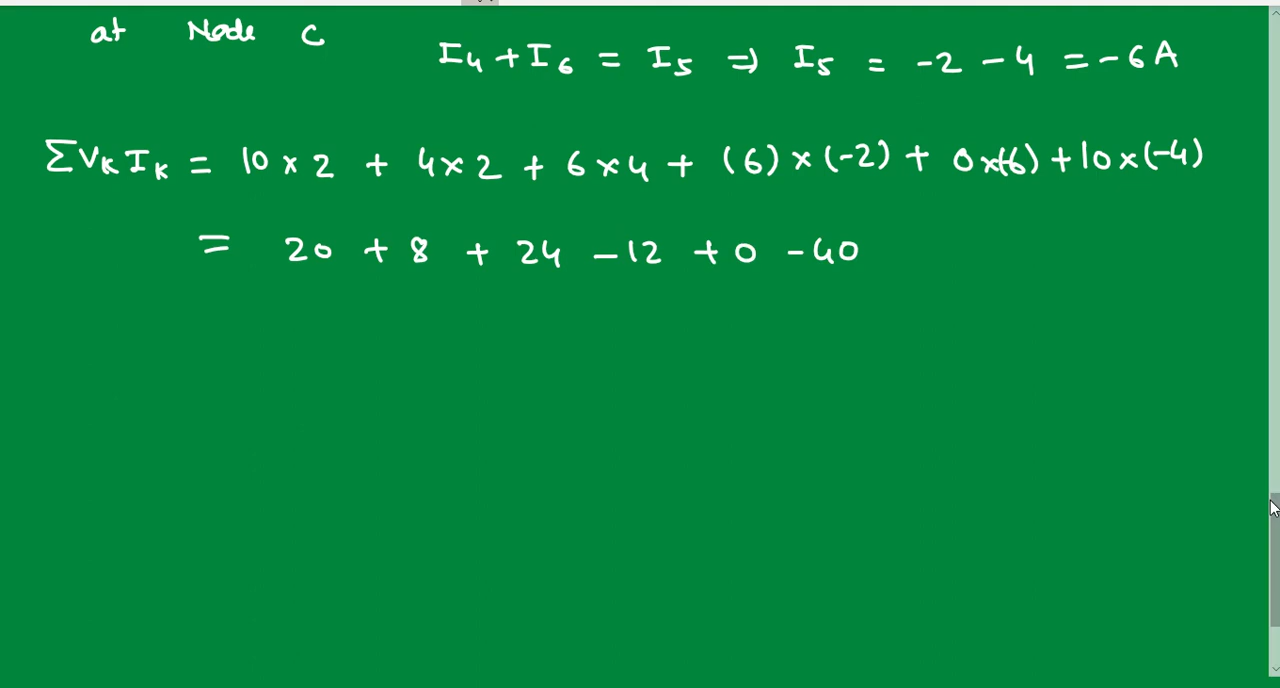 at Node C
I₄ + I₆ = I₅ ⇒ I₅ = -2 - 4 = -6 A
ΣVₖIₖ = 10 × 2 + 4 × 2 + 6 × 4 + (6) × (-2) + 0 × (-6) + 10 × (-4)
= 20 + 8 + 24 - 12 + 0 - 40